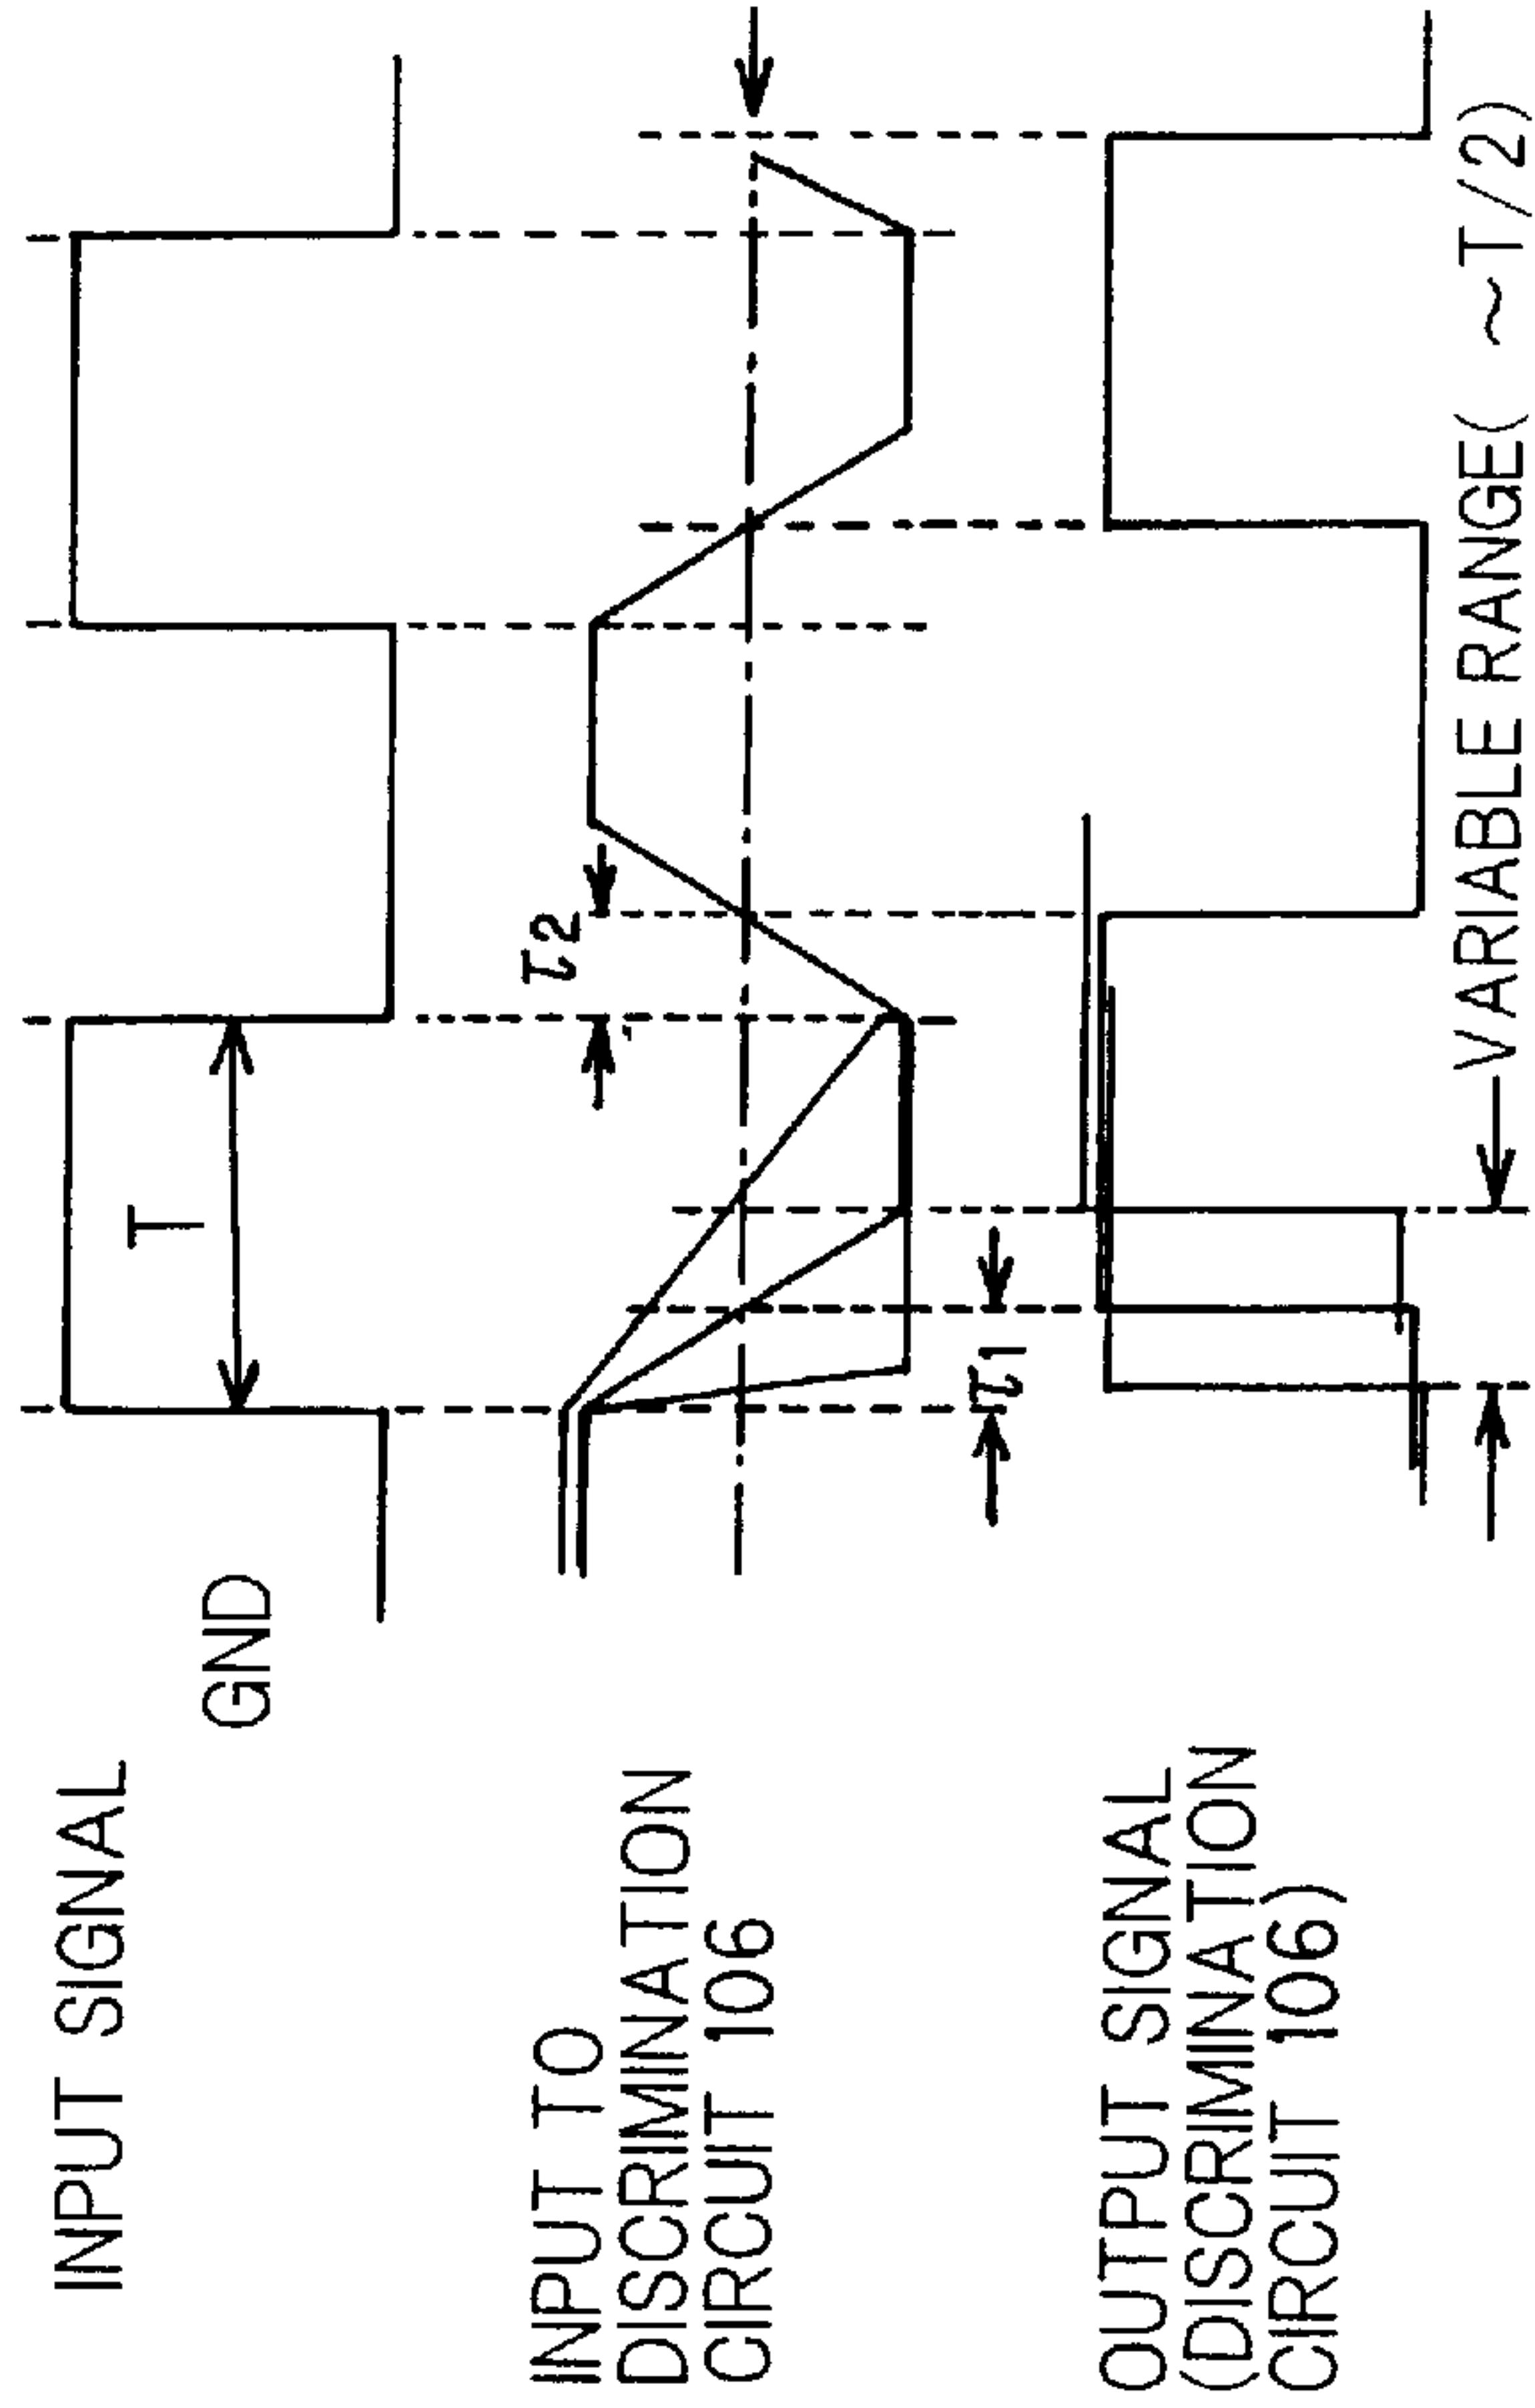 INPUT SIGNAL
GND
T
INPUT TO
DISCRIMINATION
CIRCUIT 106
τ2
τ1
OUTPUT SIGNAL
(DISCRIMINATION
CIRCUIT 106)
VARIABLE RANGE( ~T/2)